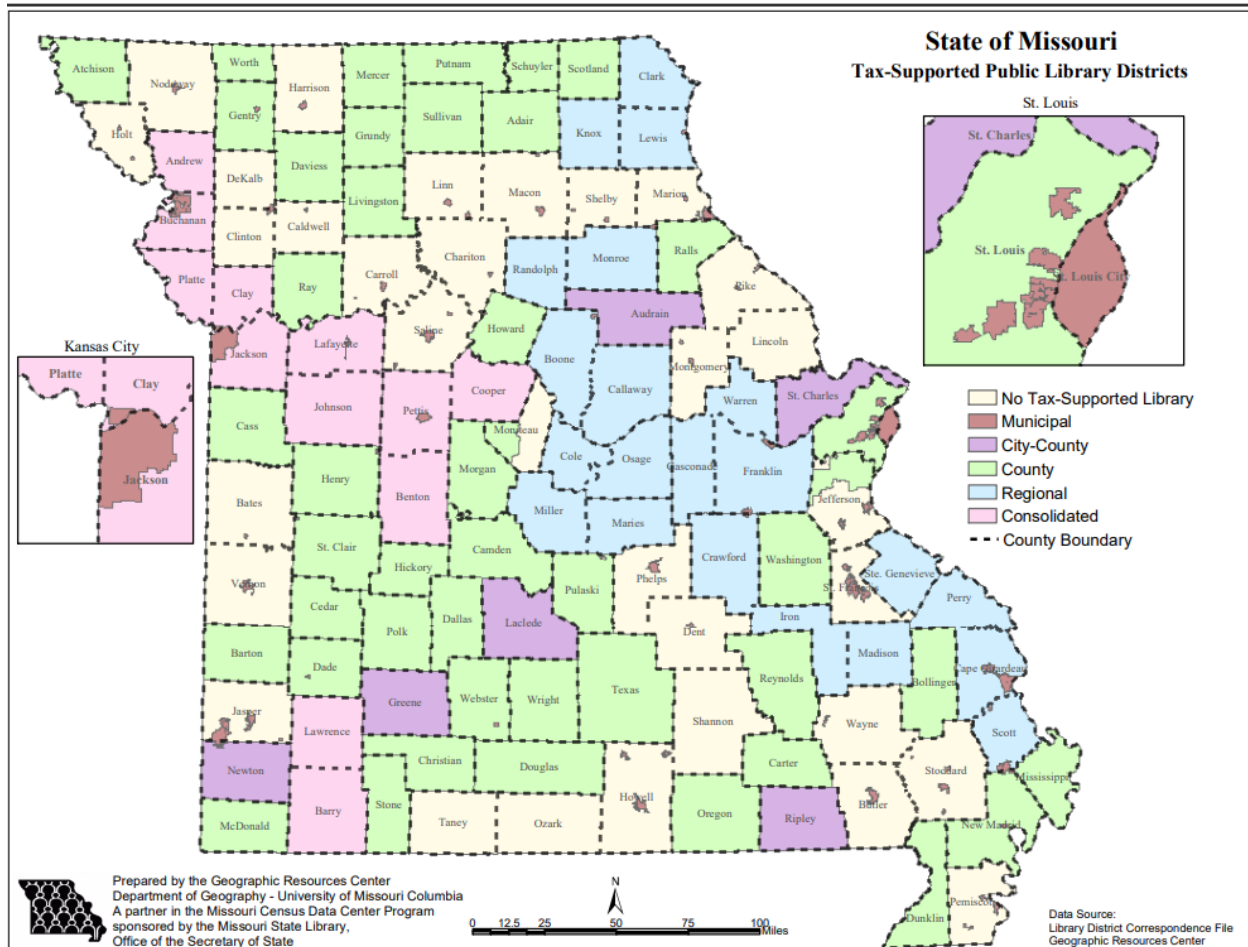 State of Missouri
Tax-Supported Public Library Districts
St. Louis
St. Charles
St. Louis
St. Louis City
No Tax-Supported Library
Municipal
City-County
County
Regional
Consolidated
County Boundary
Kansas City
Platte
Clay
Jackson
Atchison
Nodaway
Worth
Harrison
Mercer
Putnam
Schuyler
Scotland
Clark
Holt
Gentry
Grundy
Sullivan
Adair
Knox
Lewis
Andrew
DeKalb
Daviess
Livingston
Linn
Macon
Shelby
Marion
Buchanan
Clinton
Caldwell
Chariton
Randolph
Monroe
Ralls
Platte
Clay
Ray
Carroll
Pike
Jackson
Lafayette
Saline
Howard
Audrain
Lincoln
Boone
Callaway
Montgomery
Warren
St. Charles
Johnson
Pettis
Cooper
Moniteau
Cass
Morgan
Cole
Osage
Gasconade
Franklin
Henry
Benton
Miller
Maries
Jefferson
Bates
St. Clair
Camden
Crawford
Washington
Hickory
Pulaski
Phelps
St. Francois
Ste. Genevieve
Perry
Vernon
Cedar
Polk
Dallas
Laclede
Dent
Iron
Madison
Barton
Dade
Greene
Webster
Wright
Texas
Reynolds
Bollinger
Cape Girardeau
Jasper
Lawrence
Shannon
Wayne
Scott
Newton
Christian
Douglas
Carter
Stoddard
Mississippi
McDonald
Barry
Stone
Taney
Ozark
Howell
Oregon
Ripley
Butler
New Madrid
Dunklin
Pemiscot
Prepared by the Geographic Resources Center
Department of Geography - University of Missouri Columbia
A partner in the Missouri Census Data Center Program
sponsored by the Missouri State Library,
Office of the Secretary of State
N
0 12.5 25 50 75 100
Miles
Data Source:
Library District Correspondence File
Geographic Resources Center